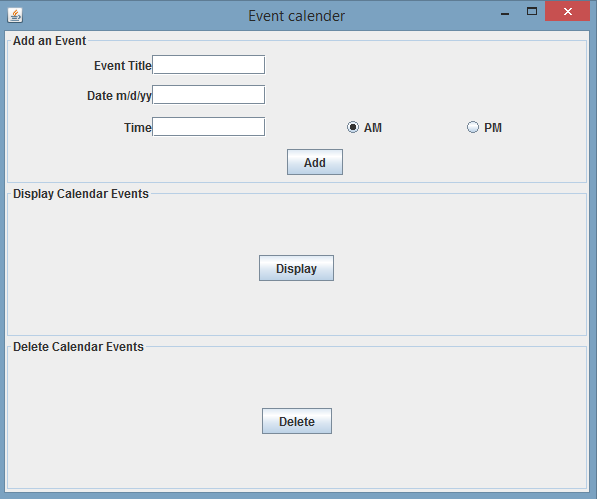 Event calender
Add an Event
Event Title
Date m/d/yy
Time AM PM
Add
Display Calendar Events
Display
Delete Calendar Events
Delete